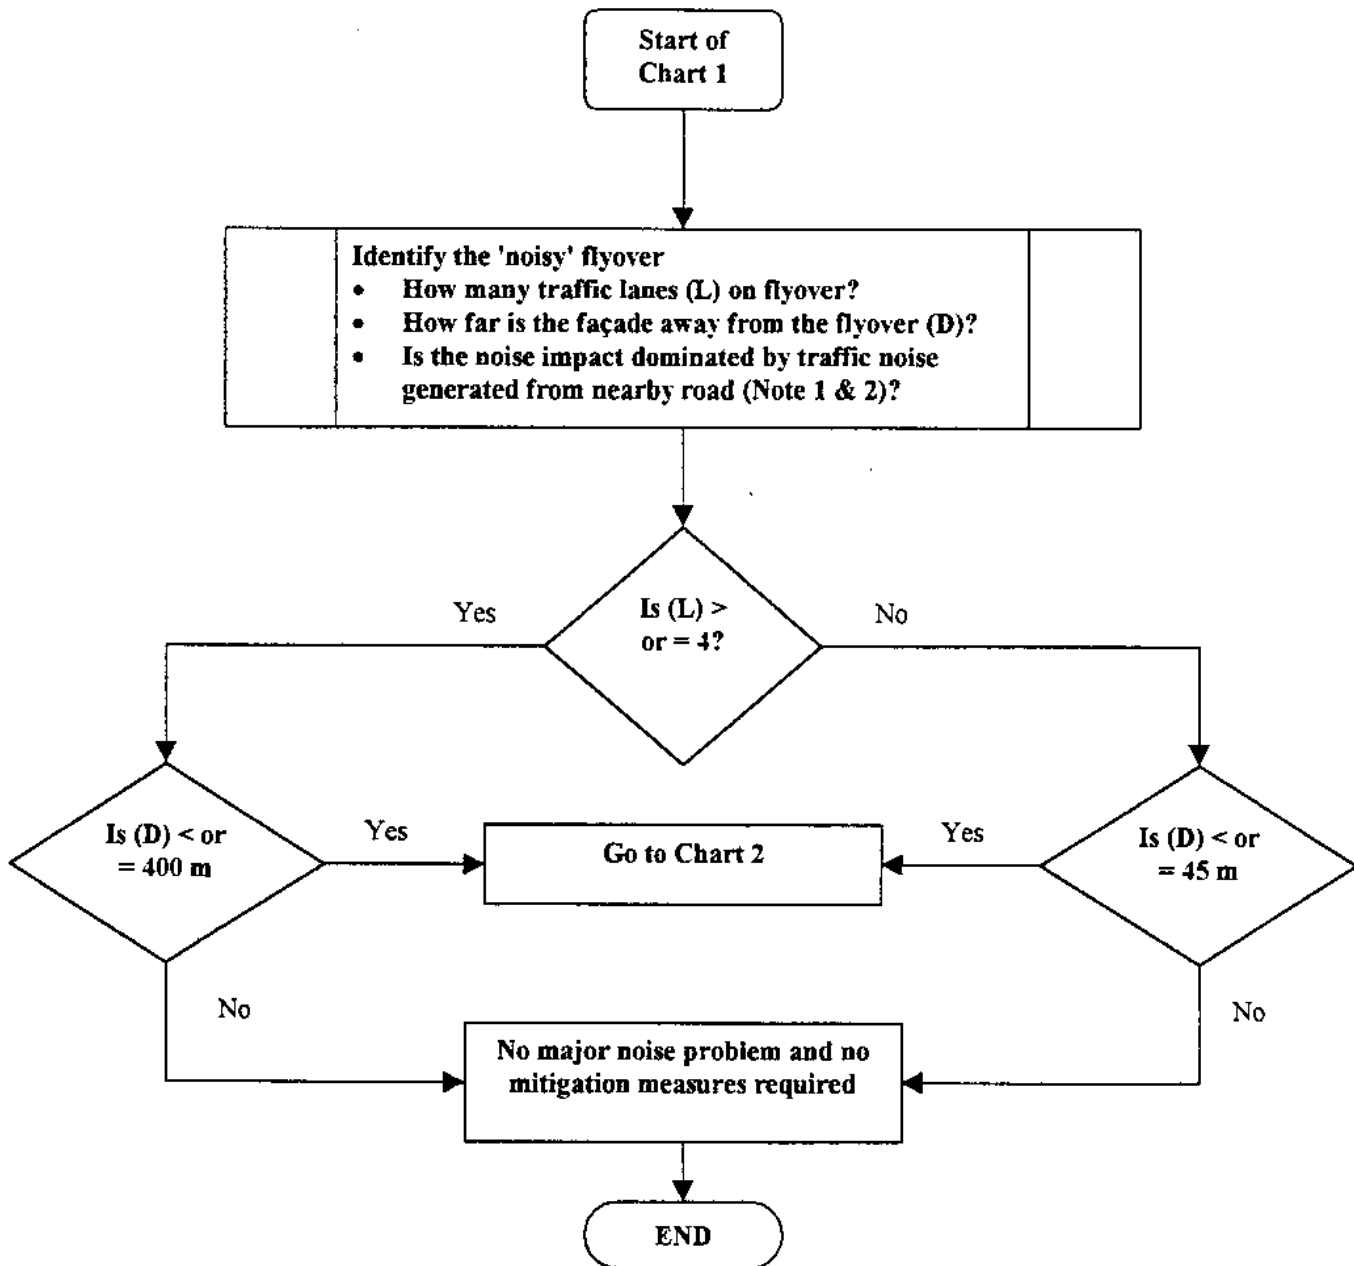 Start of
Chart 1
Identify the 'noisy' flyover
• How many traffic lanes (L) on flyover?
• How far is the façade away from the flyover (D)?
• Is the noise impact dominated by traffic noise
generated from nearby road (Note 1 & 2)?
Yes
Is (L) >
or = 4?
No
Is (D) < or
= 400 m
Yes
Go to Chart 2
Yes
Is (D) < or
= 45 m
No
No major noise problem and no
mitigation measures required
No
END